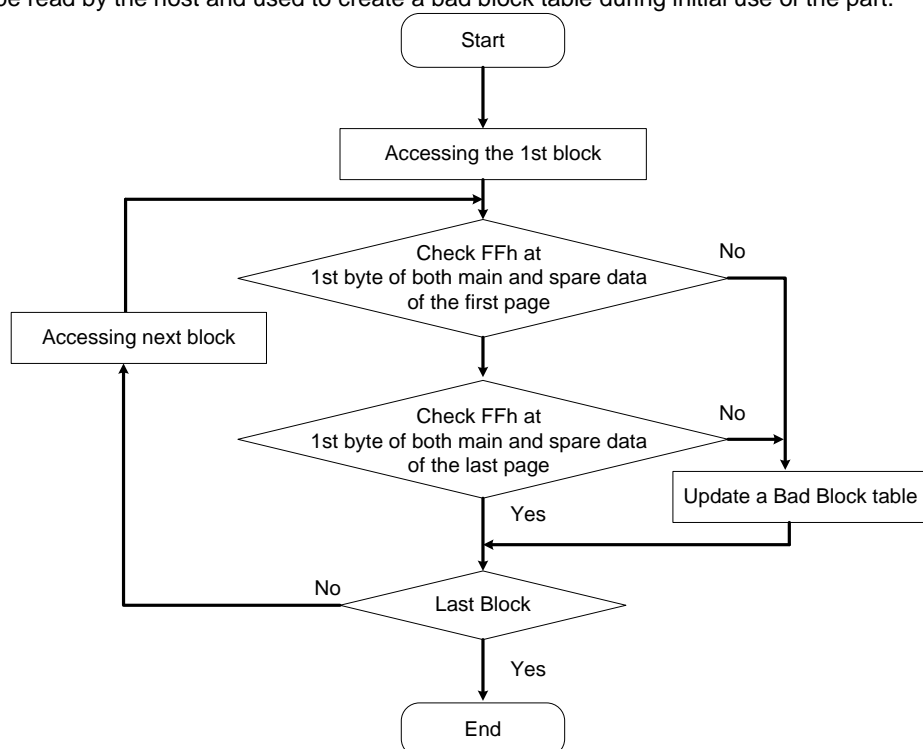 be read by the host and used to create a bad block table during initial use of the part.
Start
Accessing the 1st block
Check FFh at
1st byte of both main and spare data
of the first page
No
Accessing next block
Check FFh at
1st byte of both main and spare data
of the last page
No
Update a Bad Block table
Yes
No
Last Block
Yes
End